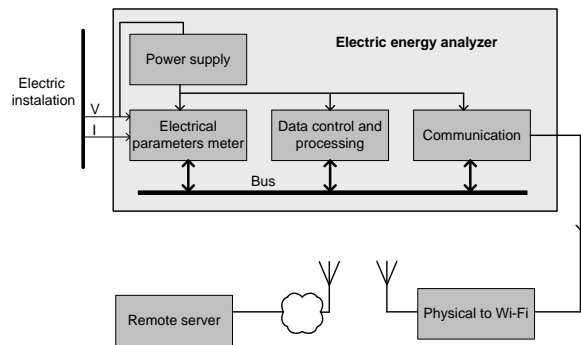 Electric energy analyzer
Power supply
Electric
instalation
V
I
Electrical
parameters meter
Data control and
processing
Communication
Bus
Remote server
Physical to Wi-Fi